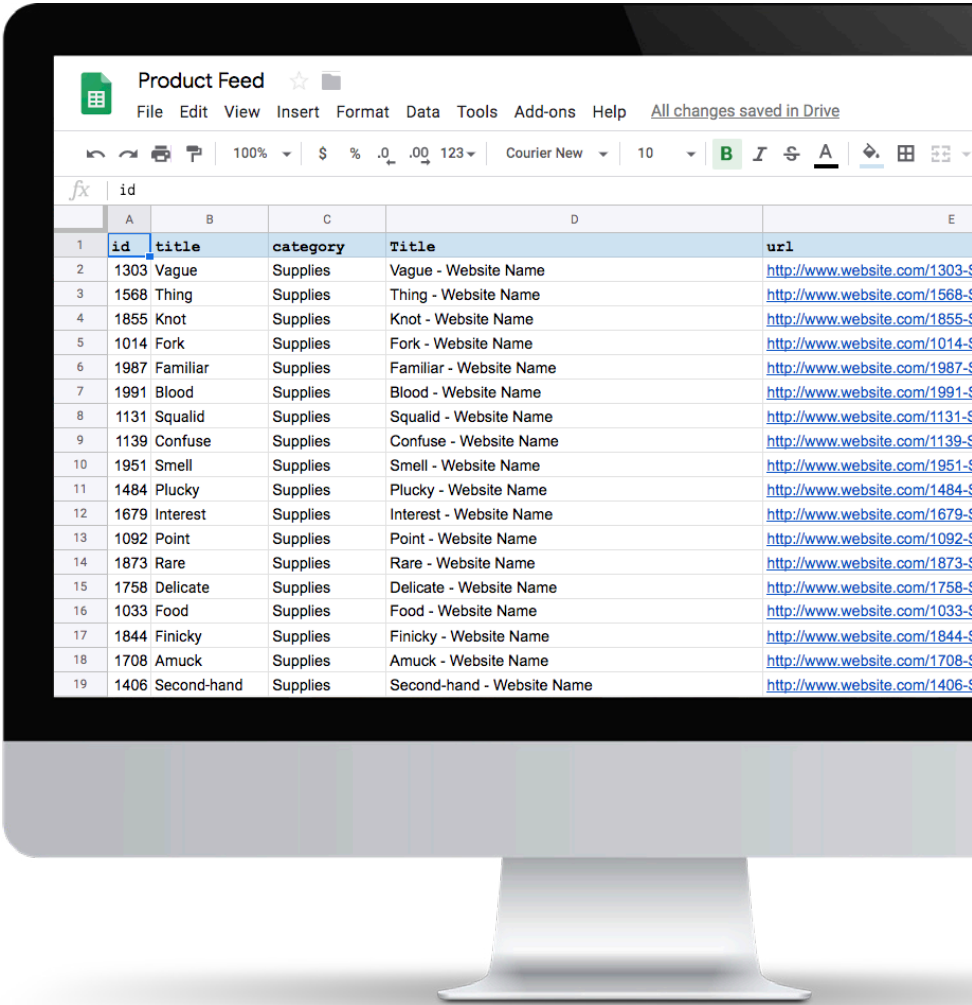 Product Feed
File Edit View Insert Format Data Tools Add-ons Help All changes saved in Drive
100% $ % .0 .00 123 Courier New 10 B I S A
fx id
A B C D E
1 id title category Title url
2 1303 Vague Supplies Vague - Website Name http://www.website.com/1303-S
3 1568 Thing Supplies Thing - Website Name http://www.website.com/1568-S
4 1855 Knot Supplies Knot - Website Name http://www.website.com/1855-S
5 1014 Fork Supplies Fork - Website Name http://www.website.com/1014-S
6 1987 Familiar Supplies Familiar - Website Name http://www.website.com/1987-S
7 1991 Blood Supplies Blood - Website Name http://www.website.com/1991-S
8 1131 Squalid Supplies Squalid - Website Name http://www.website.com/1131-S
9 1139 Confuse Supplies Confuse - Website Name http://www.website.com/1139-S
10 1951 Smell Supplies Smell - Website Name http://www.website.com/1951-S
11 1484 Plucky Supplies Plucky - Website Name http://www.website.com/1484-S
12 1679 Interest Supplies Interest - Website Name http://www.website.com/1679-S
13 1092 Point Supplies Point - Website Name http://www.website.com/1092-S
14 1873 Rare Supplies Rare - Website Name http://www.website.com/1873-S
15 1758 Delicate Supplies Delicate - Website Name http://www.website.com/1758-S
16 1033 Food Supplies Food - Website Name http://www.website.com/1033-S
17 1844 Finicky Supplies Finicky - Website Name http://www.website.com/1844-S
18 1708 Amuck Supplies Amuck - Website Name http://www.website.com/1708-S
19 1406 Second-hand Supplies Second-hand - Website Name http://www.website.com/1406-S